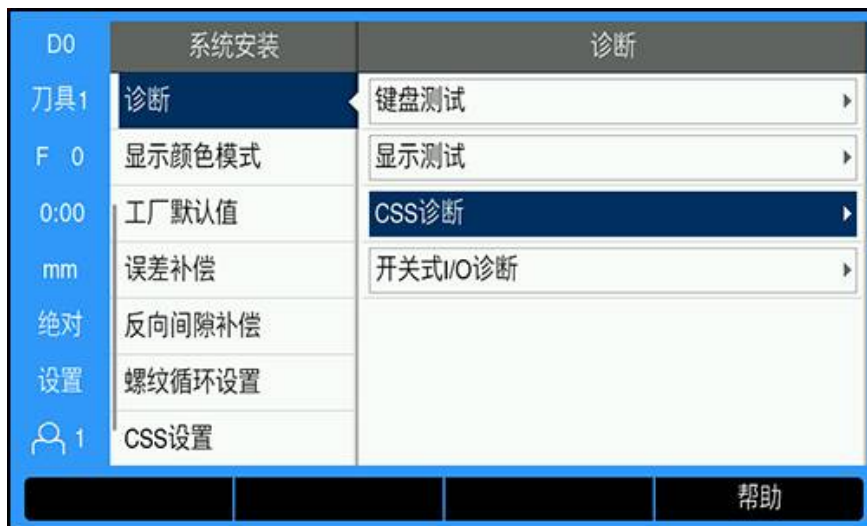 D0
系统安装
诊断
刀具1
诊断
键盘测试
F 0
显示颜色模式
显示测试
0:00
工厂默认值
CSS诊断
mm
误差补偿
开关式I/O诊断
绝对
反向间隙补偿
设置
螺纹循环设置
1
CSS设置
帮助